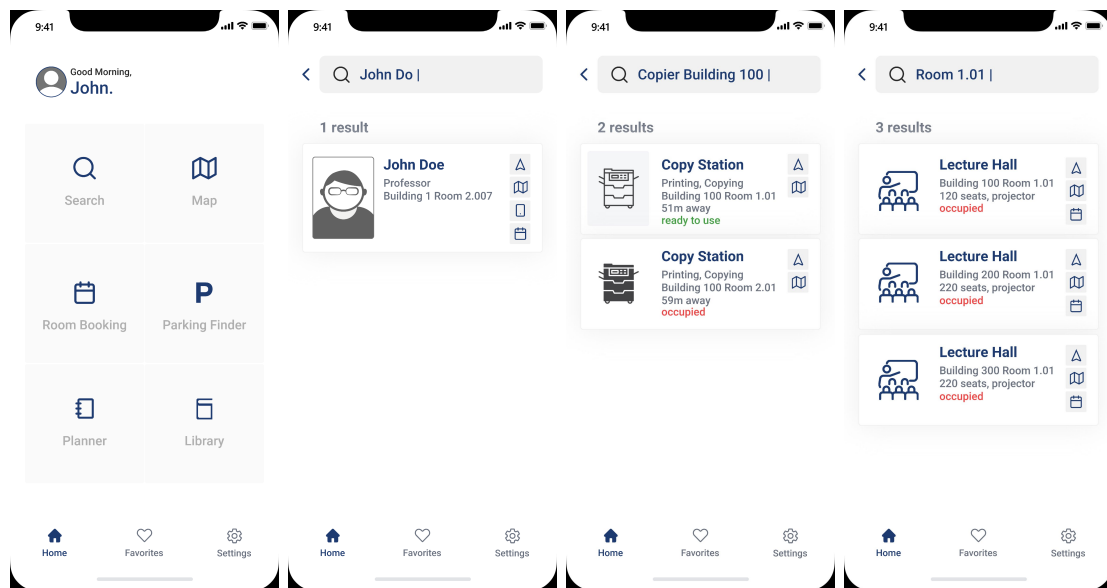 9:41
Good Morning,
John.
Search
Map
Room Booking
P
Parking Finder
Planner
Library
Home
Favorites
Settings
9:41
John Do |
1 result
John Doe
Professor
Building 1 Room 2.007
Home
Favorites
Settings
9:41
Copier Building 100 |
2 results
Copy Station
Printing, Copying
Building 100 Room 1.01
51m away
ready to use
Copy Station
Printing, Copying
Building 100 Room 2.01
59m away
occupied
Home
Favorites
Settings
9:41
Room 1.01 |
3 results
Lecture Hall
Building 100 Room 1.01
120 seats, projector
occupied
Lecture Hall
Building 200 Room 1.01
220 seats, projector
occupied
Lecture Hall
Building 300 Room 1.01
220 seats, projector
occupied
Home
Favorites
Settings